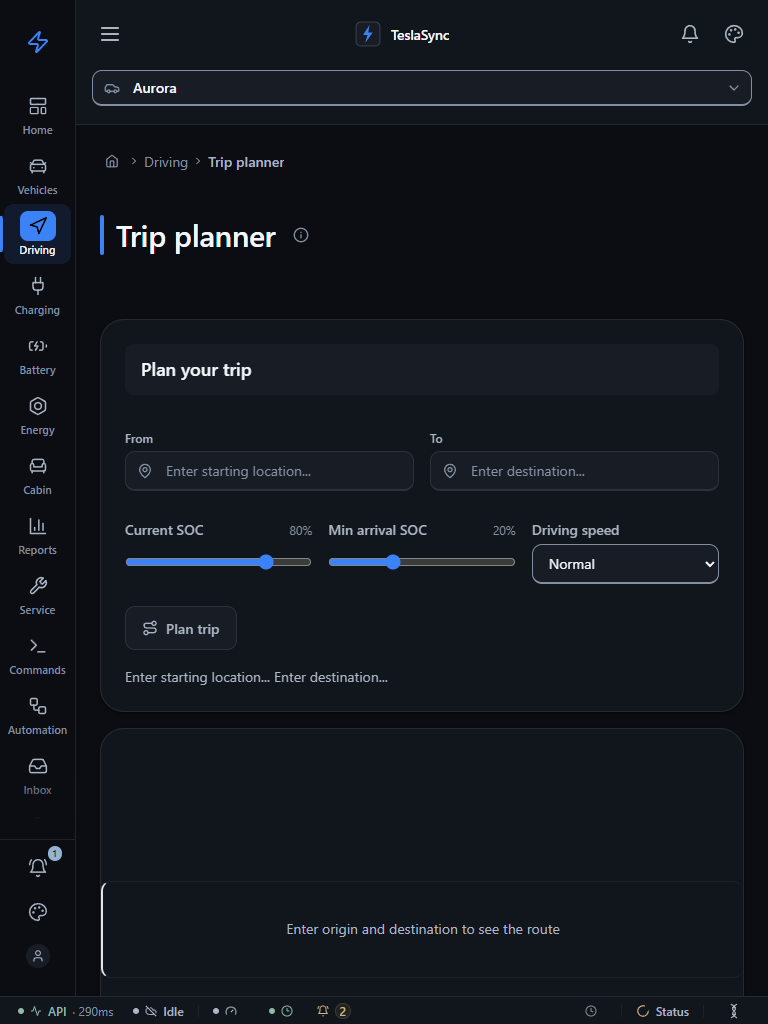 TeslaSync
Aurora
Home
Vehicles
Driving
Charging
Battery
Energy
Cabin
Reports
Service
Commands
Automation
Inbox
1
Driving > Trip planner
Trip planner
Plan your trip
From
To
Enter starting location...
Enter destination...
Current SOC 80%
Min arrival SOC 20%
Driving speed
Normal
Plan trip
Enter starting location... Enter destination...
Enter origin and destination to see the route
API · 290ms
Idle
2
Status